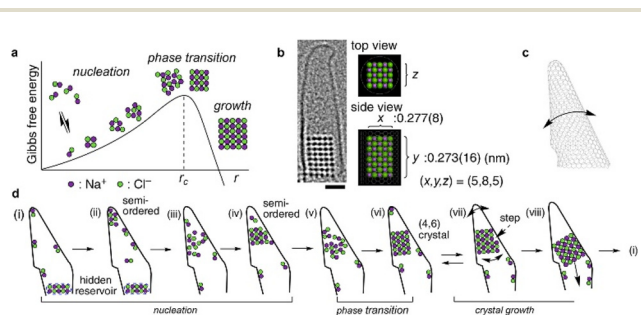 a
nucleation
phase transition
growth
Gibbs free energy
r_c
r
: Na⁺ : Cl⁻
b
top view
z
side view
x :0.277(8)
y :0.273(16) (nm)
(x,y,z) = (5,8,5)
c
d
(i)
(ii)
semi-
ordered
(iii)
(iv)
semi-
ordered
(v)
(vi)
(4,6)
crystal
(vii)
step
(viii)
(i)
hidden
reservoir
nucleation
phase transition
crystal growth